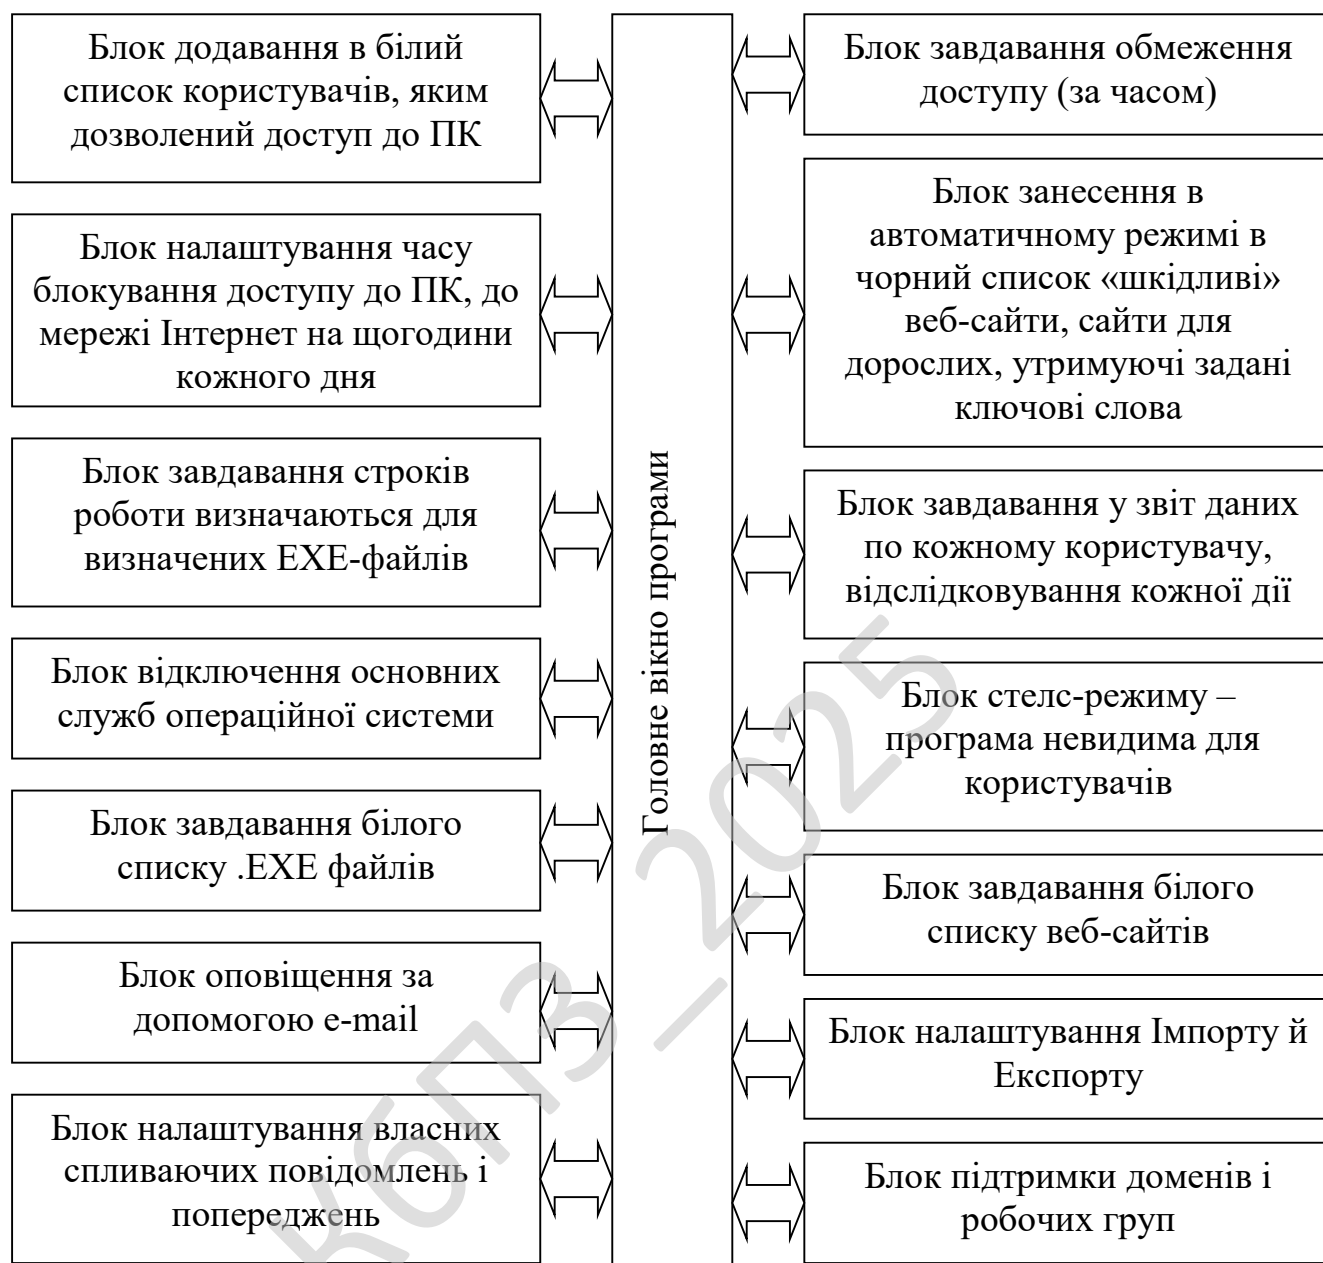 Блок додавання в білий
список користувачів, яким
дозволений доступ до ПК
Блок налаштування часу
блокування доступу до ПК, до
мережі Інтернет на щогодини
кожного дня
Блок завдавання строків
роботи визначаються для
визначених EXE-файлів
Блок відключення основних
служб операційної системи
Блок завдавання білого
списку .EXE файлів
Блок оповіщення за
допомогою e-mail
Блок налаштування власних
спливаючих повідомлень і
попереджень
Головне вікно програми
Блок завдавання обмеження
доступу (за часом)
Блок занесення в
автоматичному режимі в
чорний список «шкідливі»
веб-сайти, сайти для
дорослих, утримуючі задані
ключові слова
Блок завдавання у звіт даних
по кожному користувачу,
відслідковування кожної дії
Блок стелс-режиму –
програма невидима для
користувачів
Блок завдавання білого
списку веб-сайтів
Блок налаштування Імпорту й
Експорту
Блок підтримки доменів і
робочих груп
КбПЗ_2025